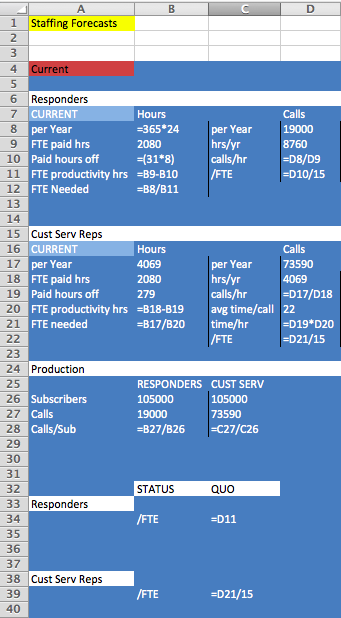 A B C D
1 Staffing Forecasts
2
3
4 Current
5
6 Responders
7 CURRENT Hours Calls
8 per Year =365*24 per Year 19000
9 FTE paid hrs 2080 hrs/yr 8760
10 Paid hours off =(31*8) calls/hr =D8/D9
11 FTE productivity hrs =B9-B10 /FTE =D10/15
12 FTE Needed =B8/B11
13
14
15 Cust Serv Reps
16 CURRENT Hours Calls
17 per Year 4069 per Year 73590
18 FTE paid hrs 2080 hrs/yr 4069
19 Paid hours off 279 calls/hr =D17/D18
20 FTE productivity hrs =B18-B19 avg time/call 22
21 FTE needed =B17/B20 time/hr =D19*D20
22 /FTE =D21/15
23
24 Production
25 RESPONDERS CUST SERV
26 Subscribers 105000 105000
27 Calls 19000 73590
28 Calls/Sub =B27/B26 =C27/C26
29
30
31
32 STATUS QUO
33 Responders
34 /FTE =D11
35
36
37
38 Cust Serv Reps
39 /FTE =D21/15
40